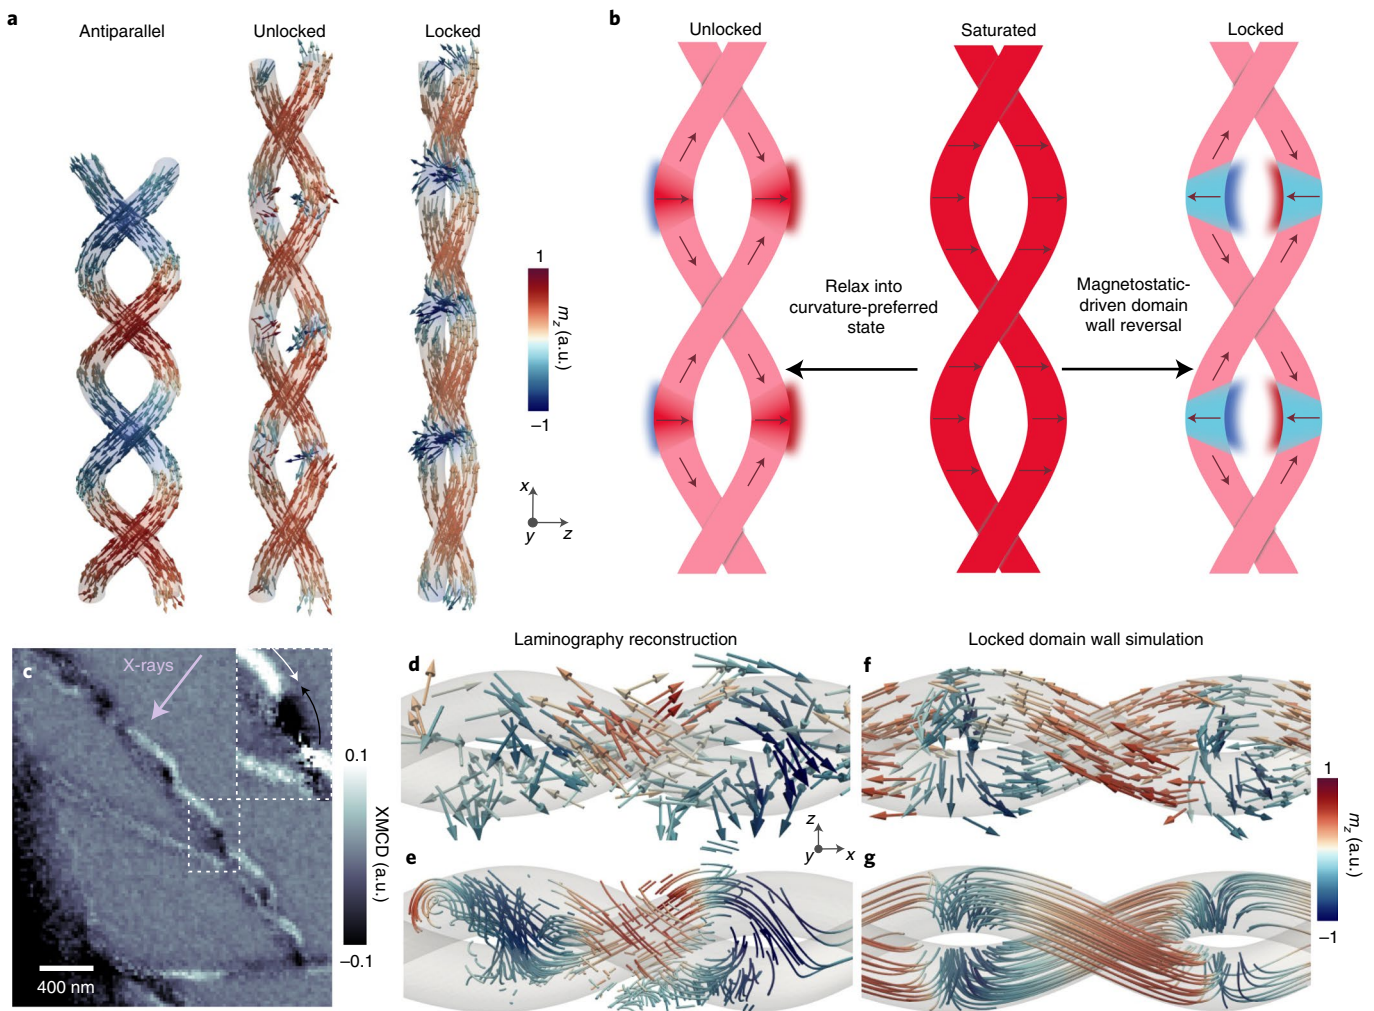 a
Antiparallel
Unlocked
Locked
1
m_z (a.u.)
−1
x
y
z
b
Unlocked
Saturated
Locked
Relax into
curvature-preferred
state
Magnetostatic-
driven domain
wall reversal
c
X-rays
0.1
XMCD (a.u.)
−0.1
400 nm
Laminography reconstruction
Locked domain wall simulation
d
f
z
y
x
e
g
1
m_z (a.u.)
−1